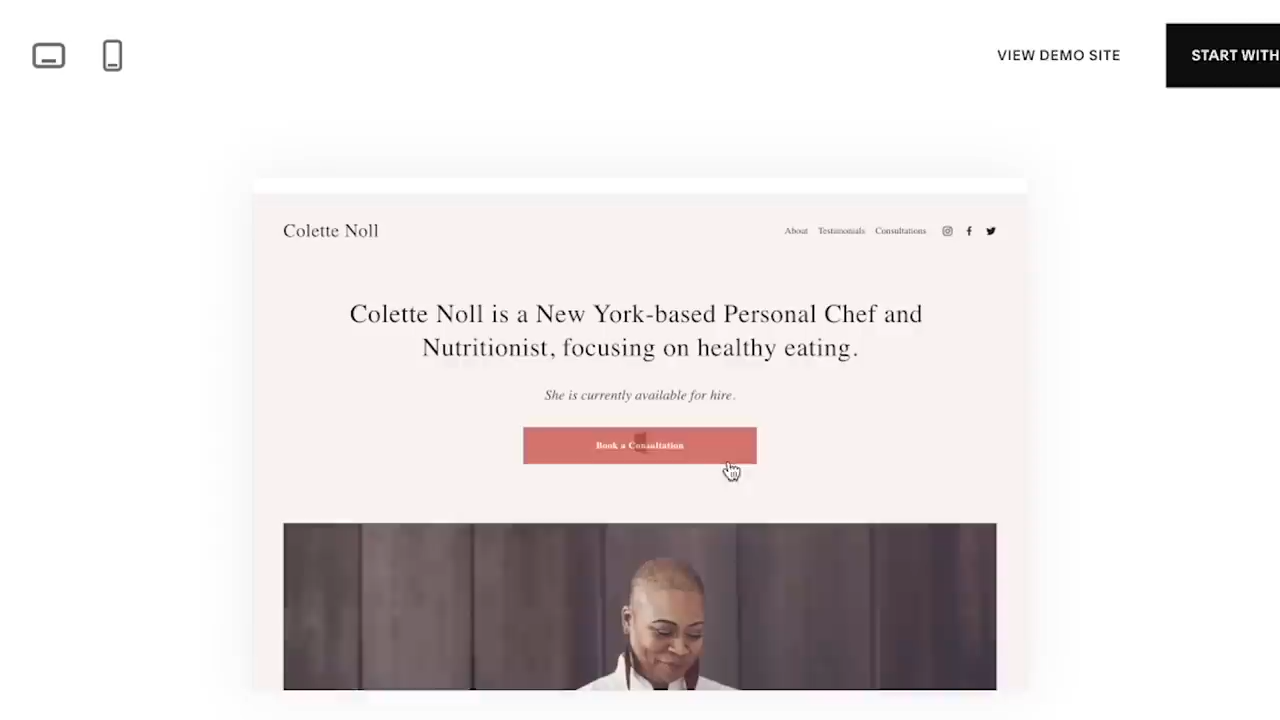 VIEW DEMO SITE
START WITH
Colette Noll
About Testimonials Consultations
Colette Noll is a New York-based Personal Chef and
Nutritionist, focusing on healthy eating.
She is currently available for hire.
Book a Consultation